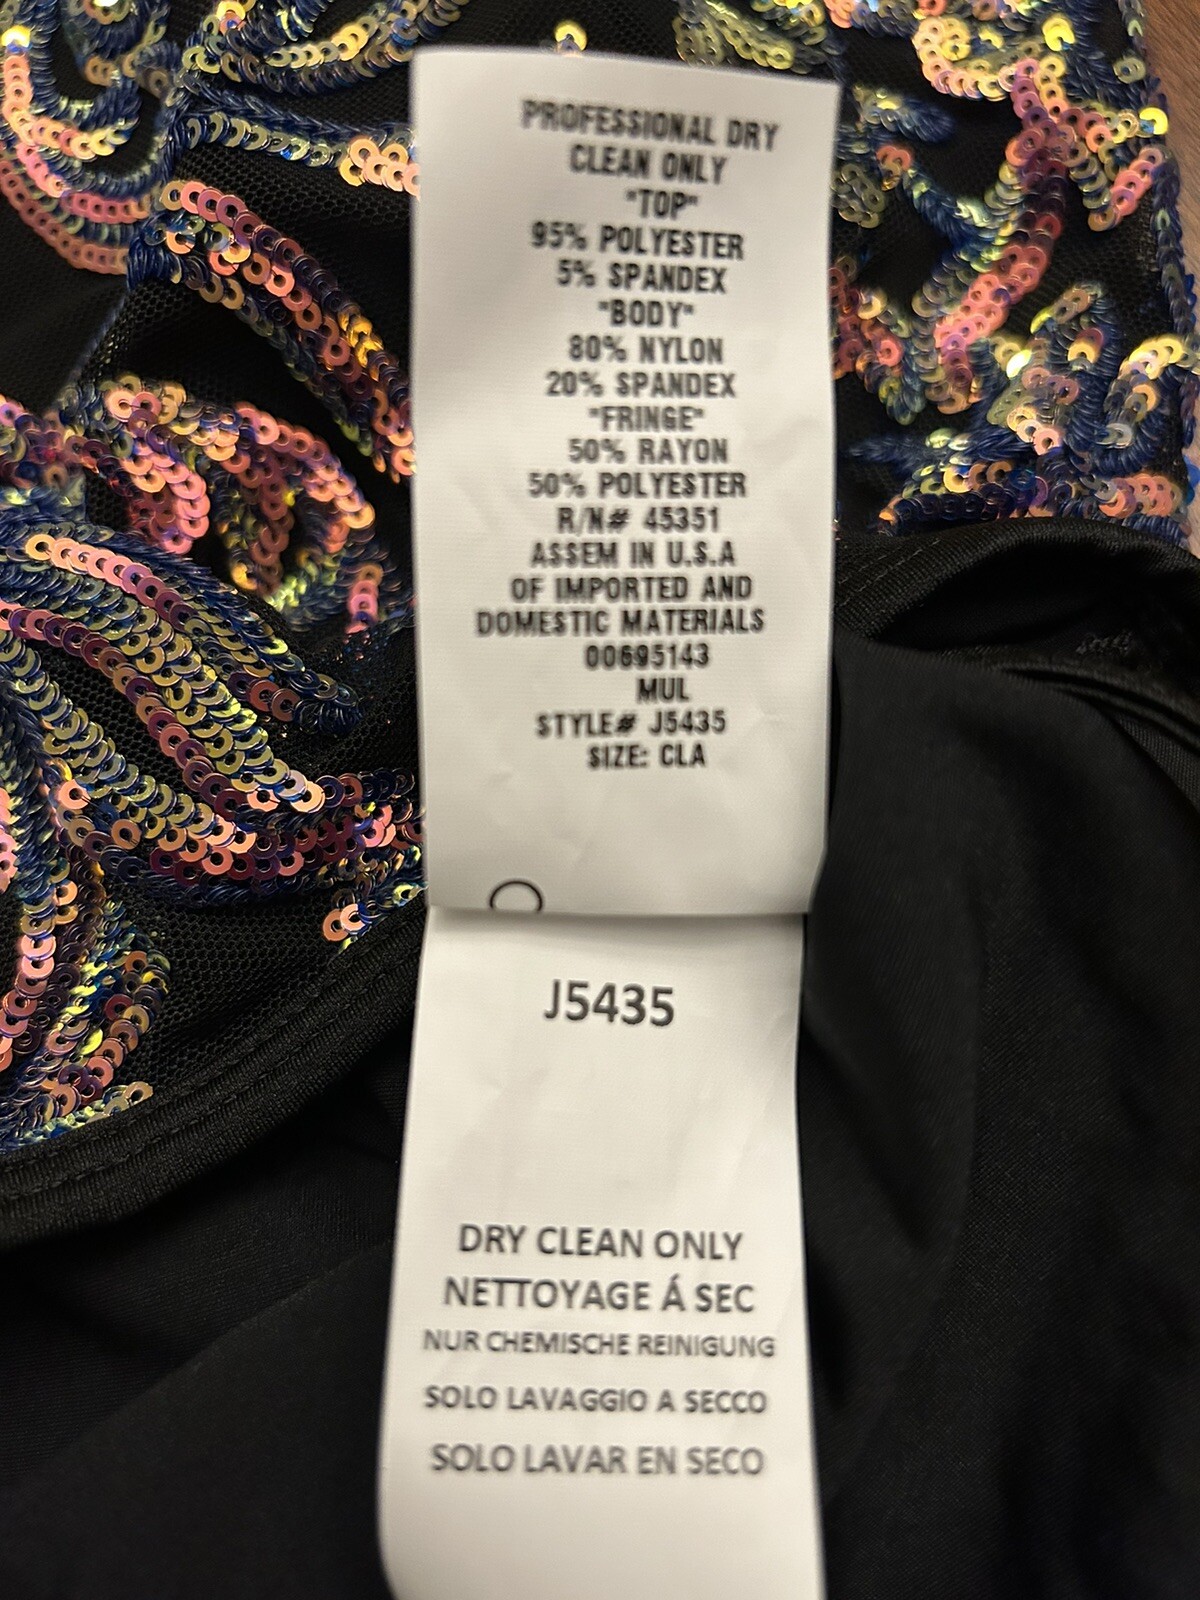 PROFESSIONAL DRY
CLEAN ONLY
"TOP"
95% POLYESTER
5% SPANDEX
"BODY"
80% NYLON
20% SPANDEX
"FRINGE"
50% RAYON
50% POLYESTER
R/N# 45351
ASSEM IN U.S.A
OF IMPORTED AND
DOMESTIC MATERIALS
00695143
MUL
STYLE# J5435
SIZE: CLA
J5435
DRY CLEAN ONLY
NETTOYAGE Á SEC
NUR CHEMISCHE REINIGUNG
SOLO LAVAGGIO A SECCO
SOLO LAVAR EN SECO